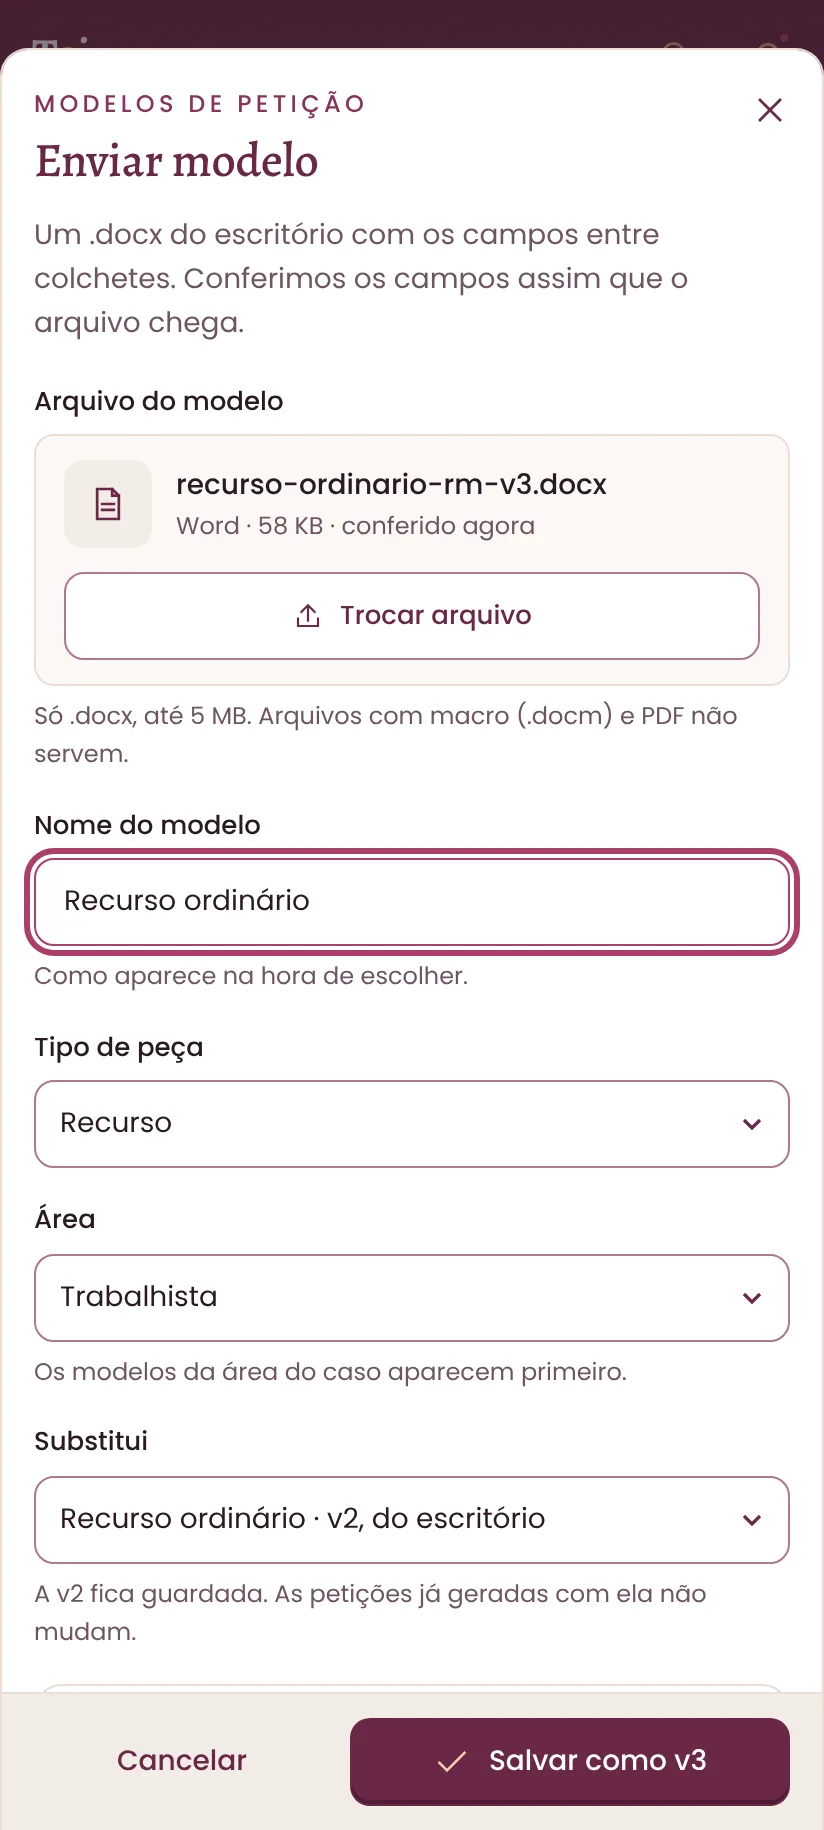 MODELOS DE PETIÇÃO
Enviar modelo
Um .docx do escritório com os campos entre
colchetes. Conferimos os campos assim que o
arquivo chega.
Arquivo do modelo
recurso-ordinario-rm-v3.docx
Word · 58 KB · conferido agora
Trocar arquivo
Só .docx, até 5 MB. Arquivos com macro (.docm) e PDF não
servem.
Nome do modelo
Recurso ordinário
Como aparece na hora de escolher.
Tipo de peça
Recurso
Área
Trabalhista
Os modelos da área do caso aparecem primeiro.
Substitui
Recurso ordinário · v2, do escritório
A v2 fica guardada. As petições já geradas com ela não
mudam.
Cancelar
Salvar como v3